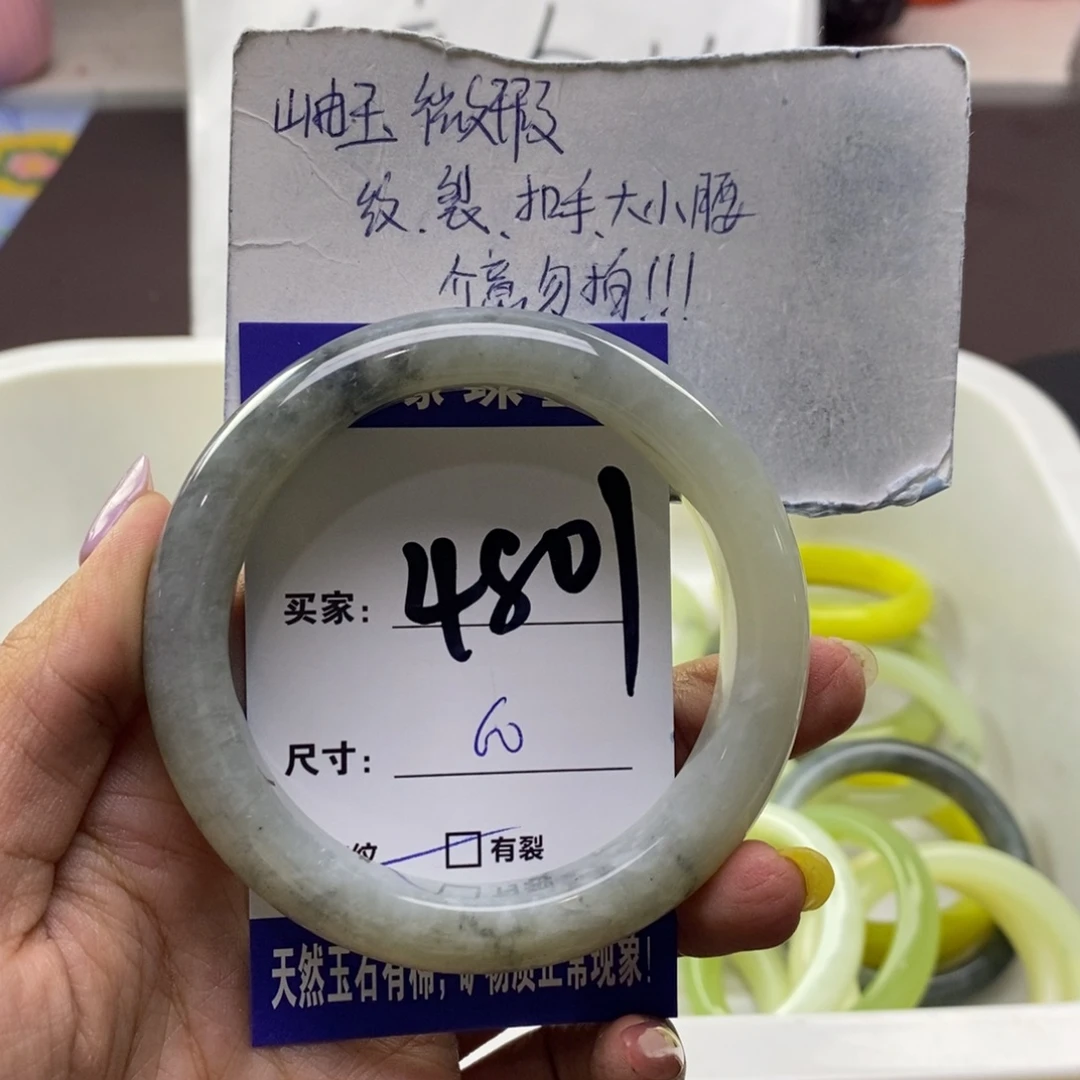 岫玉 微瑕
纹、裂、扣手、大小腰
介意勿拍!!!
买家: 4801
尺寸: 60
纹 □有裂
天然玉石有棉,矿物质正常现象!